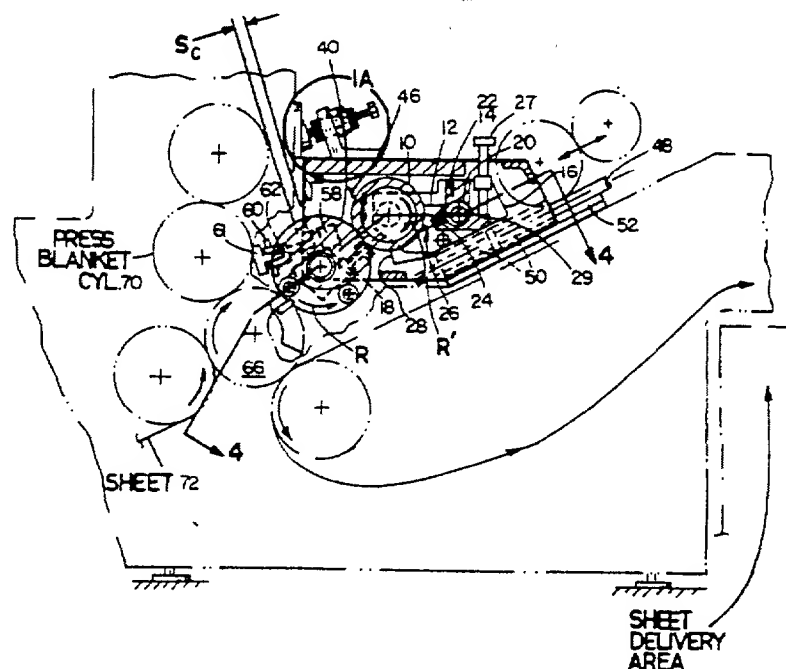 Sc
40
1A
46
22
14
27
10
12
20
16
48
62
58
60
61
4
52
PRESS
BLANKET
CYL. 70
50
29
24
18
26
28
R
R'
66
4
SHEET 72
SHEET
DELIVERY
AREA